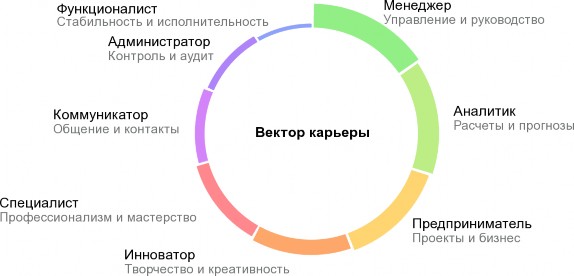 Менеджер
Управление и руководство
Аналитик
Расчеты и прогнозы
Предприниматель
Проекты и бизнес
Инноватор
Творчество и креативность
Специалист
Профессионализм и мастерство
Коммуникатор
Общение и контакты
Администратор
Контроль и аудит
Функционалист
Стабильность и исполнительность
Вектор карьеры